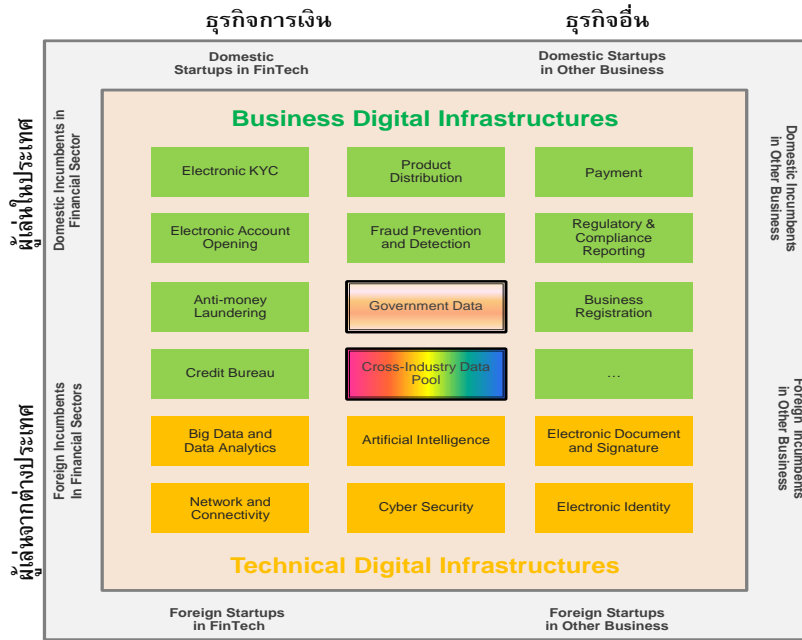 ธุรกิจการเงิน
ธุรกิจอื่น
Domestic
Startups in FinTech
Domestic Startups
in Other Business
ผู้เล่นในประเทศ
Domestic Incumbents in
Financial Sector
Business Digital Infrastructures
Domestic Incumbents
in Other Business
Electronic KYC
Product
Distribution
Payment
Electronic Account
Opening
Fraud Prevention
and Detection
Regulatory &
Compliance
Reporting
Anti-money
Laundering
Government Data
Business
Registration
Credit Bureau
Cross-Industry Data
Pool
...
ผู้เล่นจากต่างประเทศ
Foreign Incumbents
In Financial Sectors
Foreign Incumbents
in Other Business
Big Data and
Data Analytics
Artificial Intelligence
Electronic Document
and Signature
Network and
Connectivity
Cyber Security
Electronic Identity
Technical Digital Infrastructures
Foreign Startups
in FinTech
Foreign Startups
in Other Business